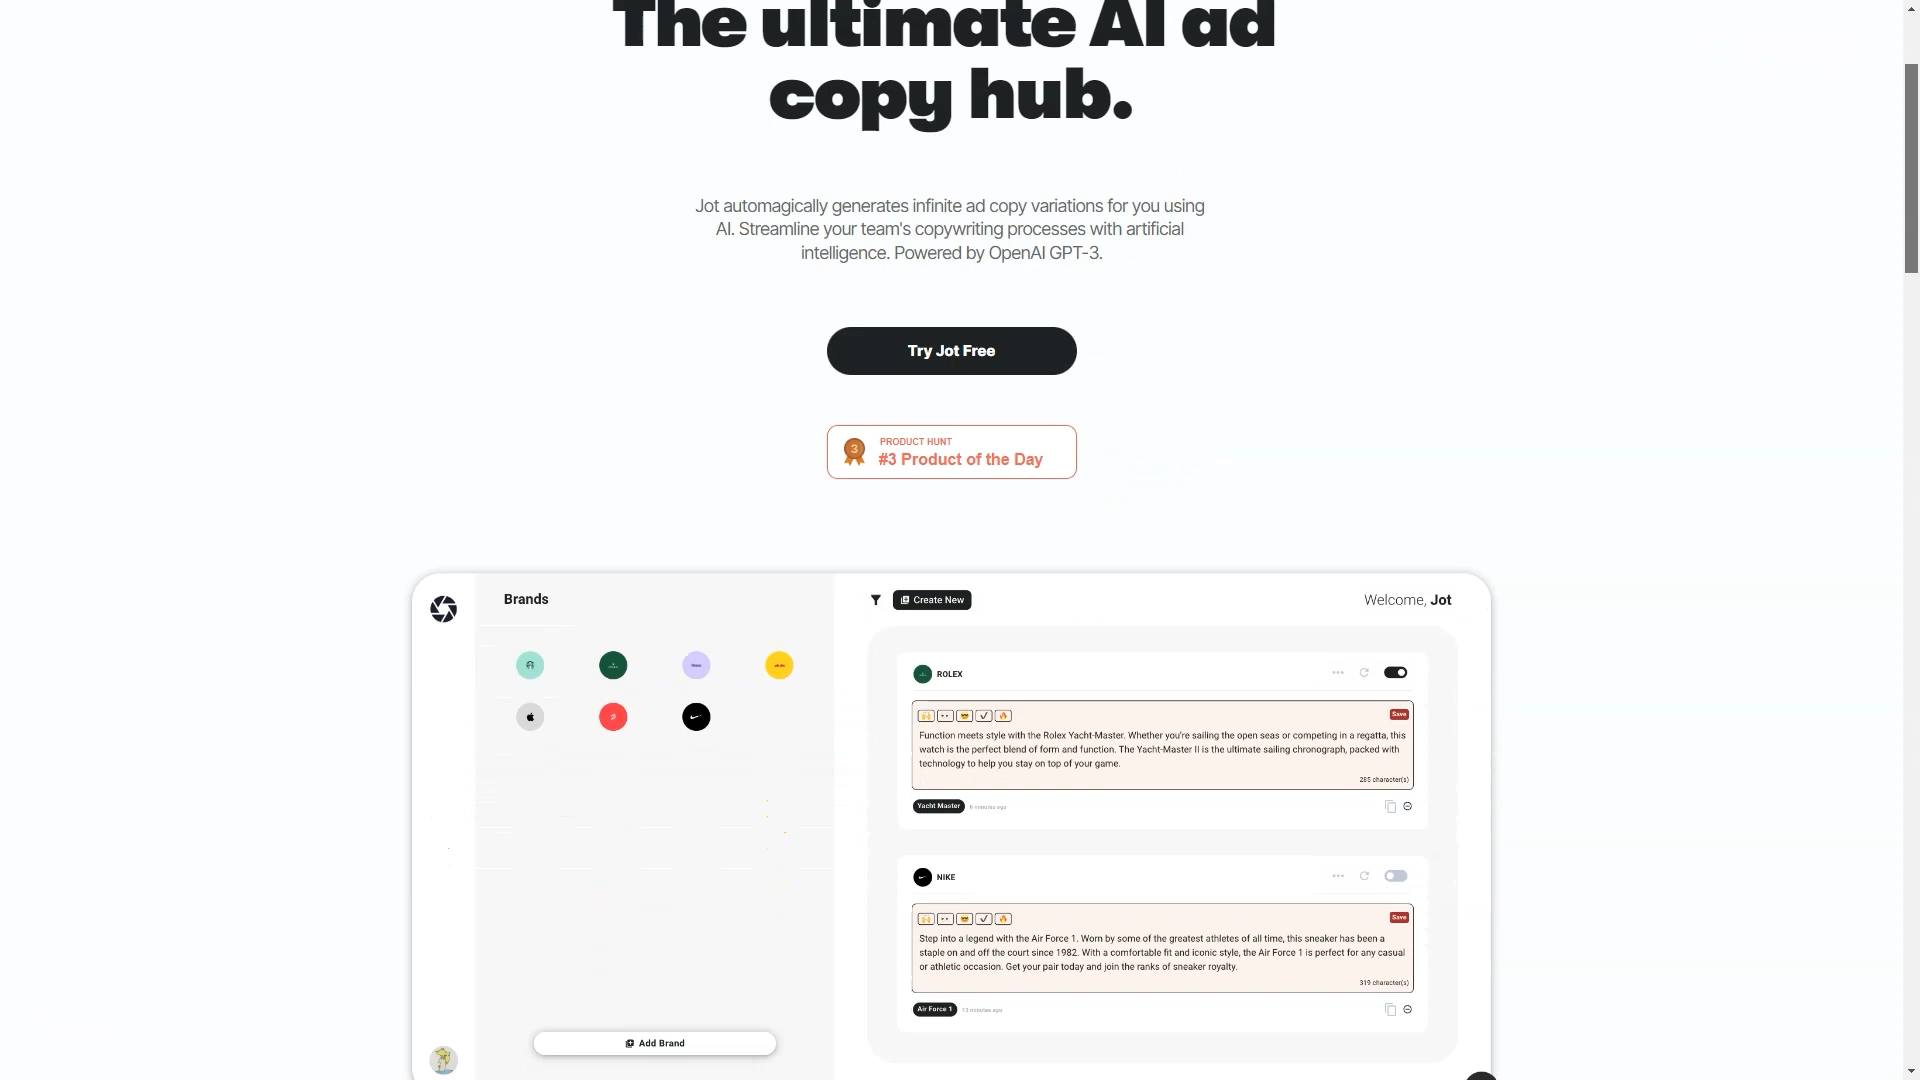 The ultimate AI ad
copy hub.
Jot automagically generates infinite ad copy variations for you using
AI. Streamline your team's copywriting processes with artificial
intelligence. Powered by OpenAI GPT-3.
Try Jot Free
3
PRODUCT HUNT
#3 Product of the Day
Brands
Create New
Welcome, Jot
ROLEX
Save
Function meets style with the Rolex Yacht-Master. Whether you're sailing the open seas or competing in a regatta, this
watch is the perfect blend of form and function. The Yacht-Master II is the ultimate sailing chronograph, packed with
technology to help you stay on top of your game.
285 character(s)
Yacht Master
6 minutes ago
NIKE
Save
Step into a legend with the Air Force 1. Worn by some of the greatest athletes of all time, this sneaker has been a
staple on and off the court since 1982. With a comfortable fit and iconic style, the Air Force 1 is perfect for any casual
or athletic occasion. Get your pair today and join the ranks of sneaker royalty.
319 character(s)
Air Force 1
13 minutes ago
Add Brand